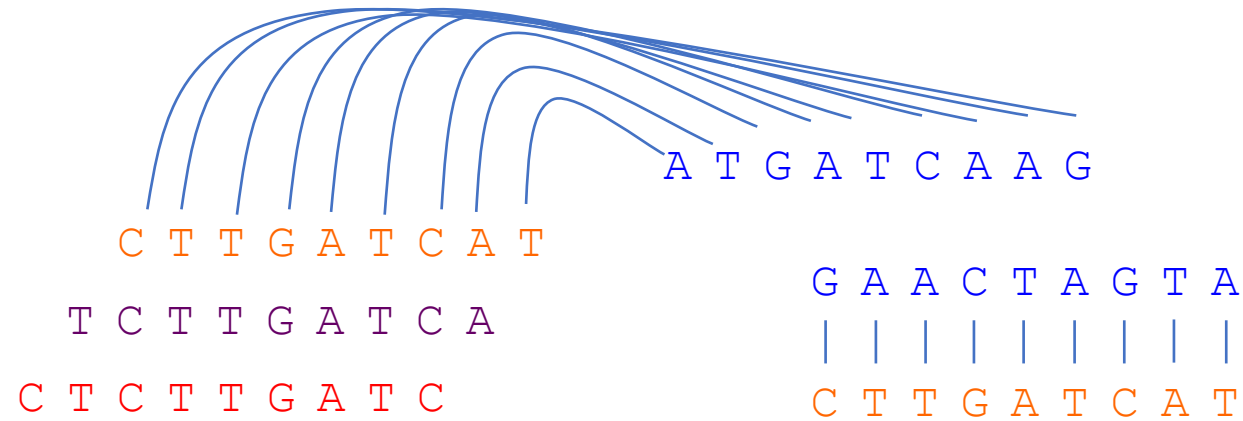 A T G A T C A A G
C T T G A T C A T
G A A C T A G T A
T C T T G A T C A
C T C T T G A T C
C T T G A T C A T